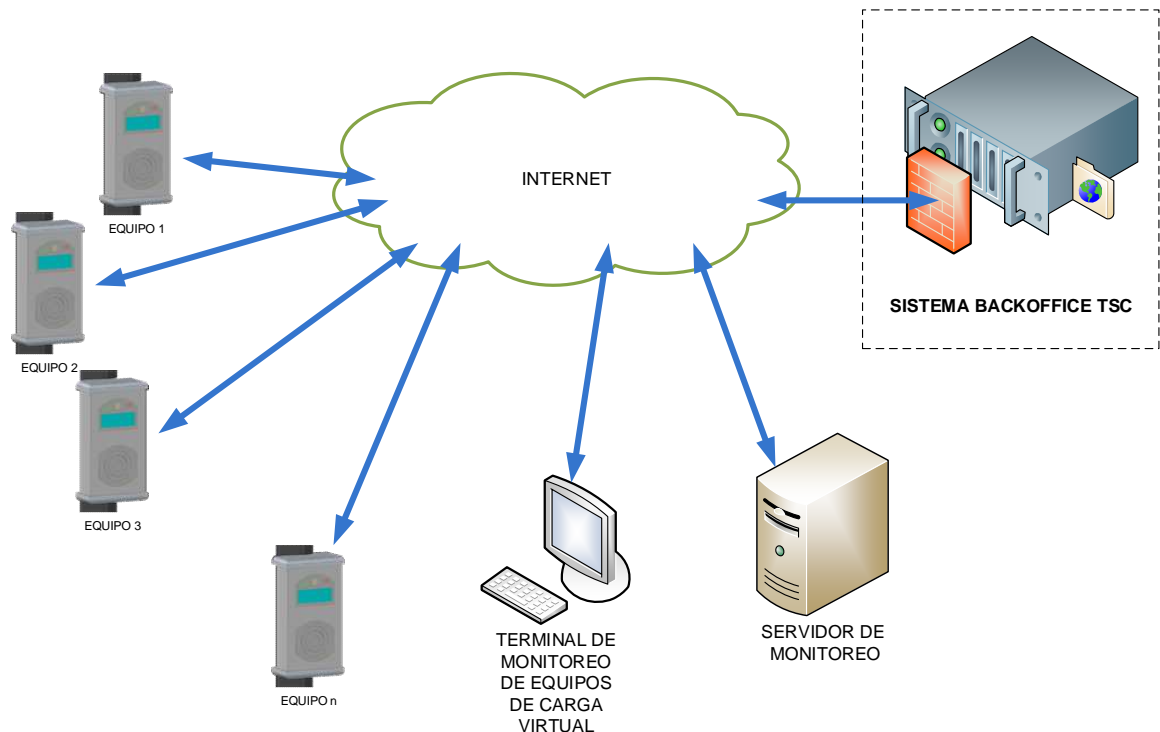 INTERNET
SISTEMA BACKOFFICE TSC
EQUIPO 1
EQUIPO 2
EQUIPO 3
EQUIPO n
TERMINAL DE
MONITOREO
DE EQUIPOS
DE CARGA
VIRTUAL
SERVIDOR DE
MONITOREO